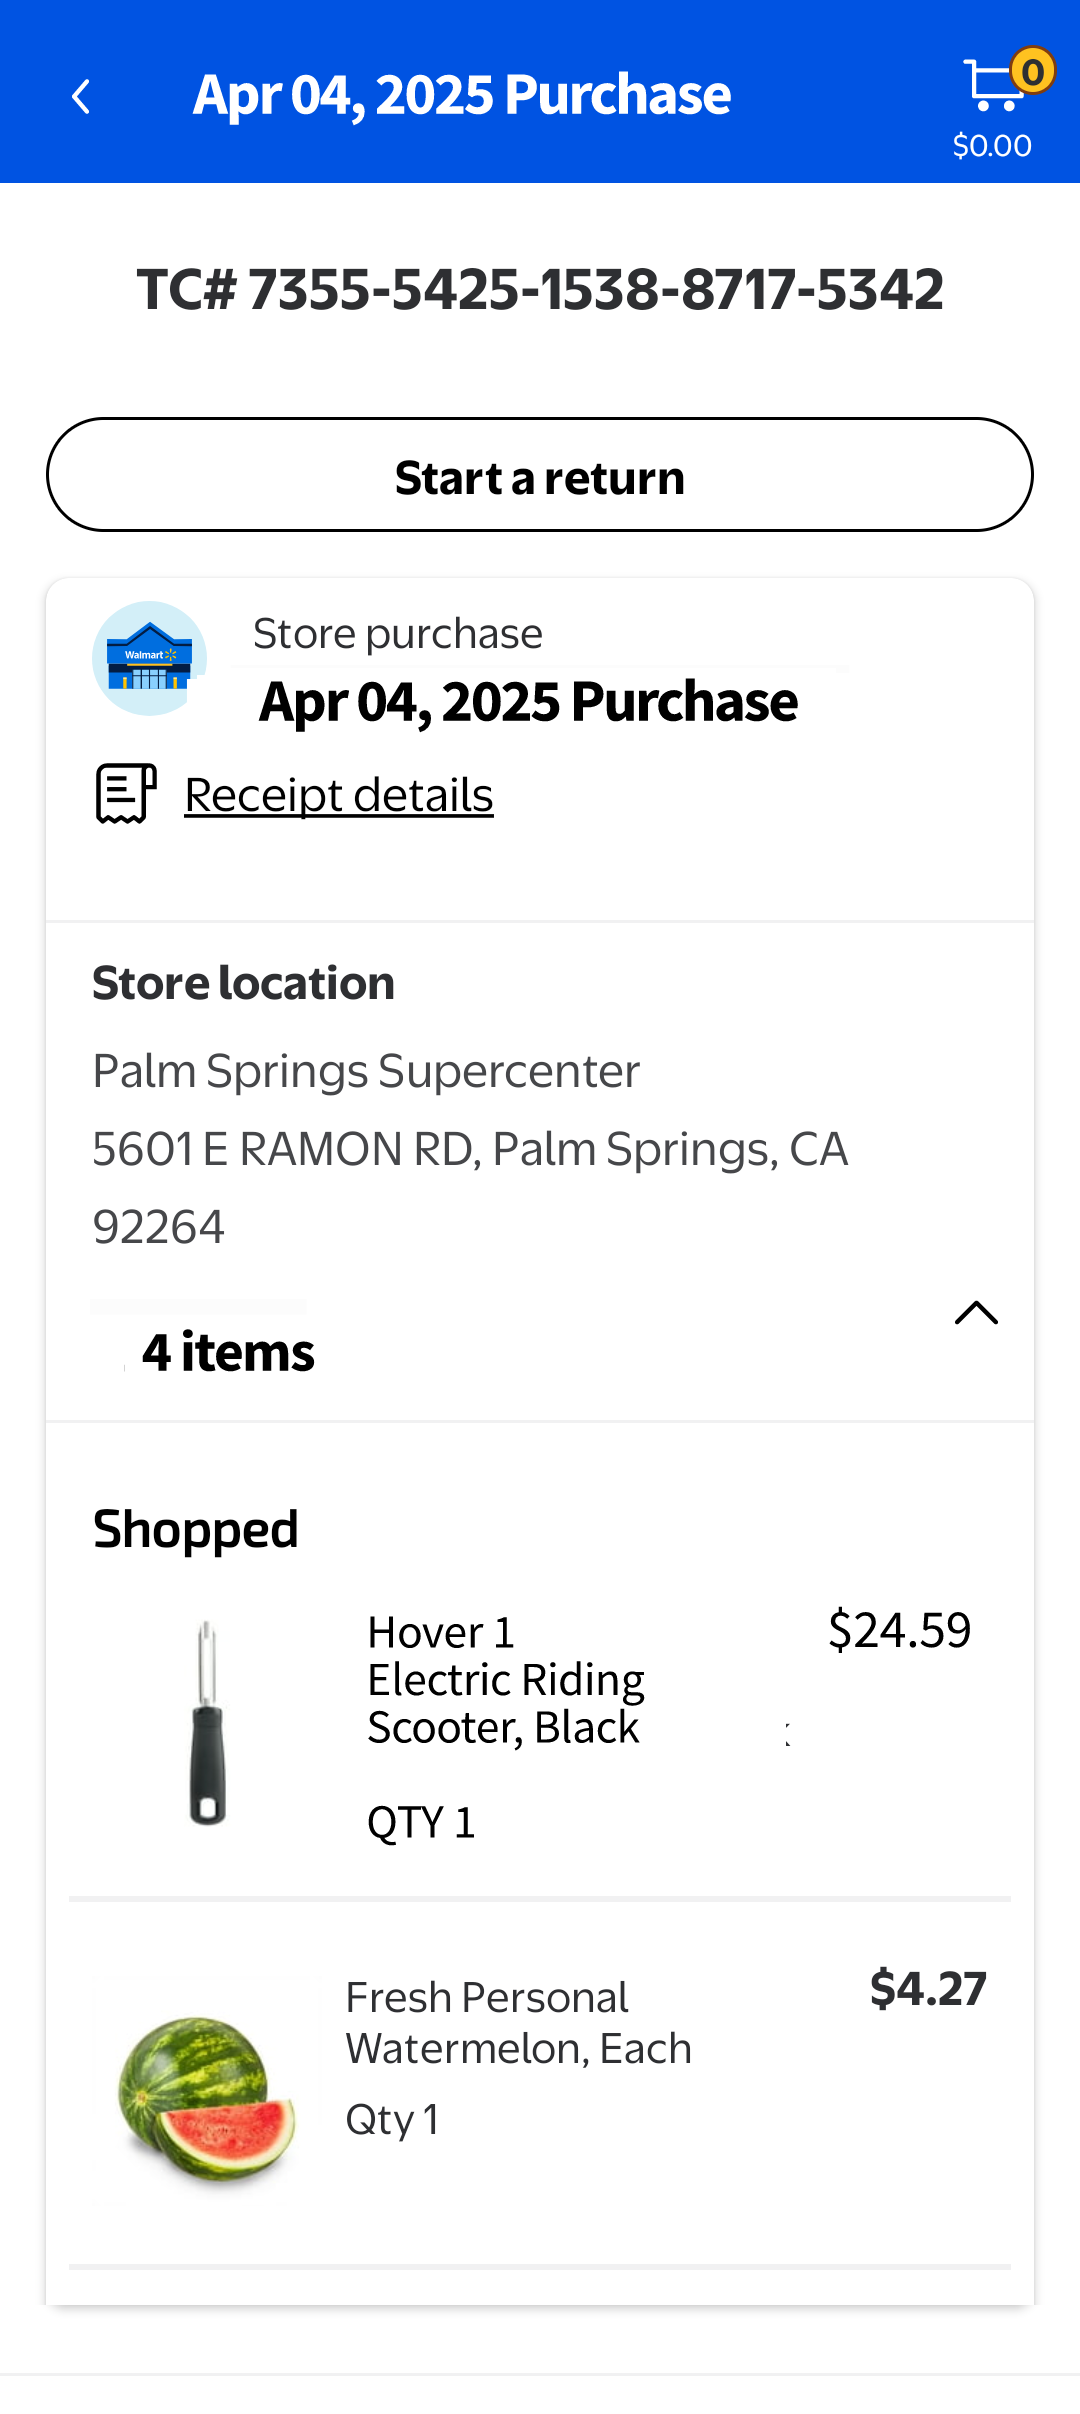 Apr 04, 2025 Purchase
0
$0.00
TC# 7355-5425-1538-8717-5342
Start a return
Walmart
Store purchase
Apr 04, 2025 Purchase
Receipt details
Store location
Palm Springs Supercenter
5601 E RAMON RD, Palm Springs, CA
92264
4 items
Shopped
Hover 1
$24.59
Electric Riding
Scooter, Black
QTY 1
Fresh Personal
$4.27
Watermelon, Each
Qty 1